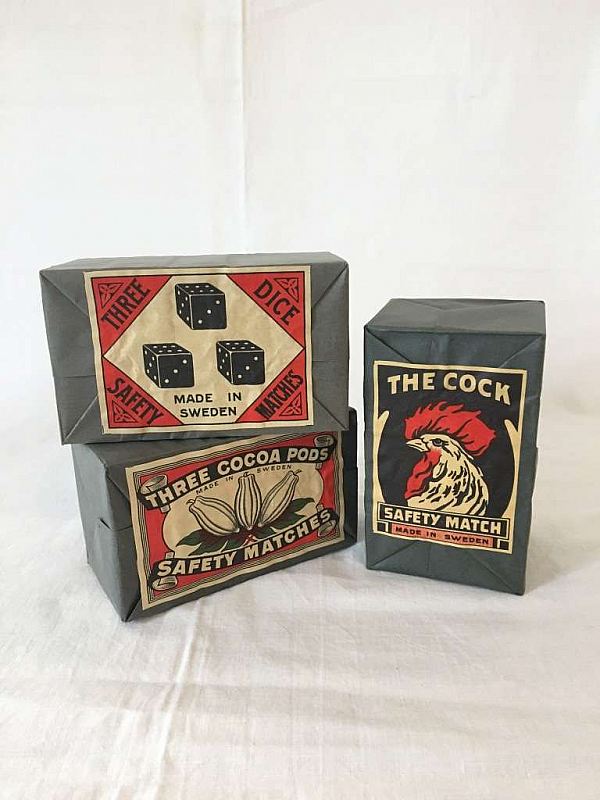 THREE DICE
SAFETY MATCHES
MADE IN
SWEDEN
THREE COCOA PODS
MADE IN SWEDEN
SAFETY MATCHES
THE COCK
SAFETY MATCH
MADE IN SWEDEN